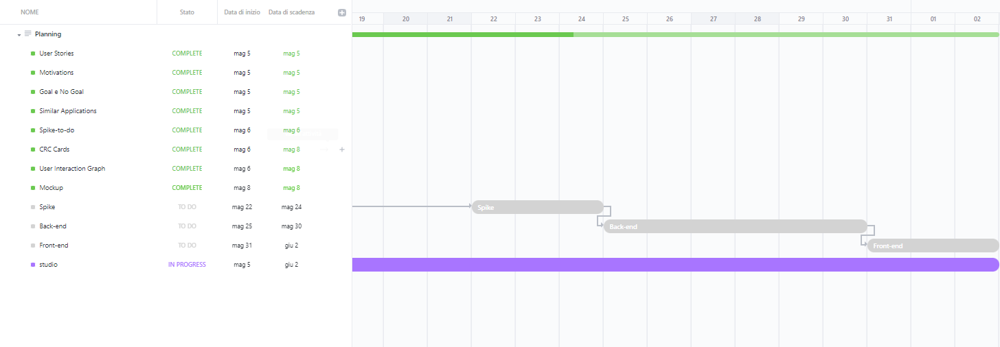 NOME Stato Data di inizio Data di scadenza
19 20 21 22 23 24 25 26 27 28 29 30 31 01 02
Planning
User Stories COMPLETE mag 5 mag 5
Motivations COMPLETE mag 5 mag 5
Goal e No Goal COMPLETE mag 5 mag 5
Similar Applications COMPLETE mag 5 mag 5
Spike-to-do COMPLETE mag 6 mag 6
CRC Cards COMPLETE mag 6 mag 8
User Interaction Graph COMPLETE mag 6 mag 8
Mockup COMPLETE mag 8 mag 8
Spike TO DO mag 22 mag 24 Spike
Back-end TO DO mag 25 mag 30 Back-end
Front-end TO DO mag 31 giu 2 Front-end
studio IN PROGRESS mag 5 giu 2